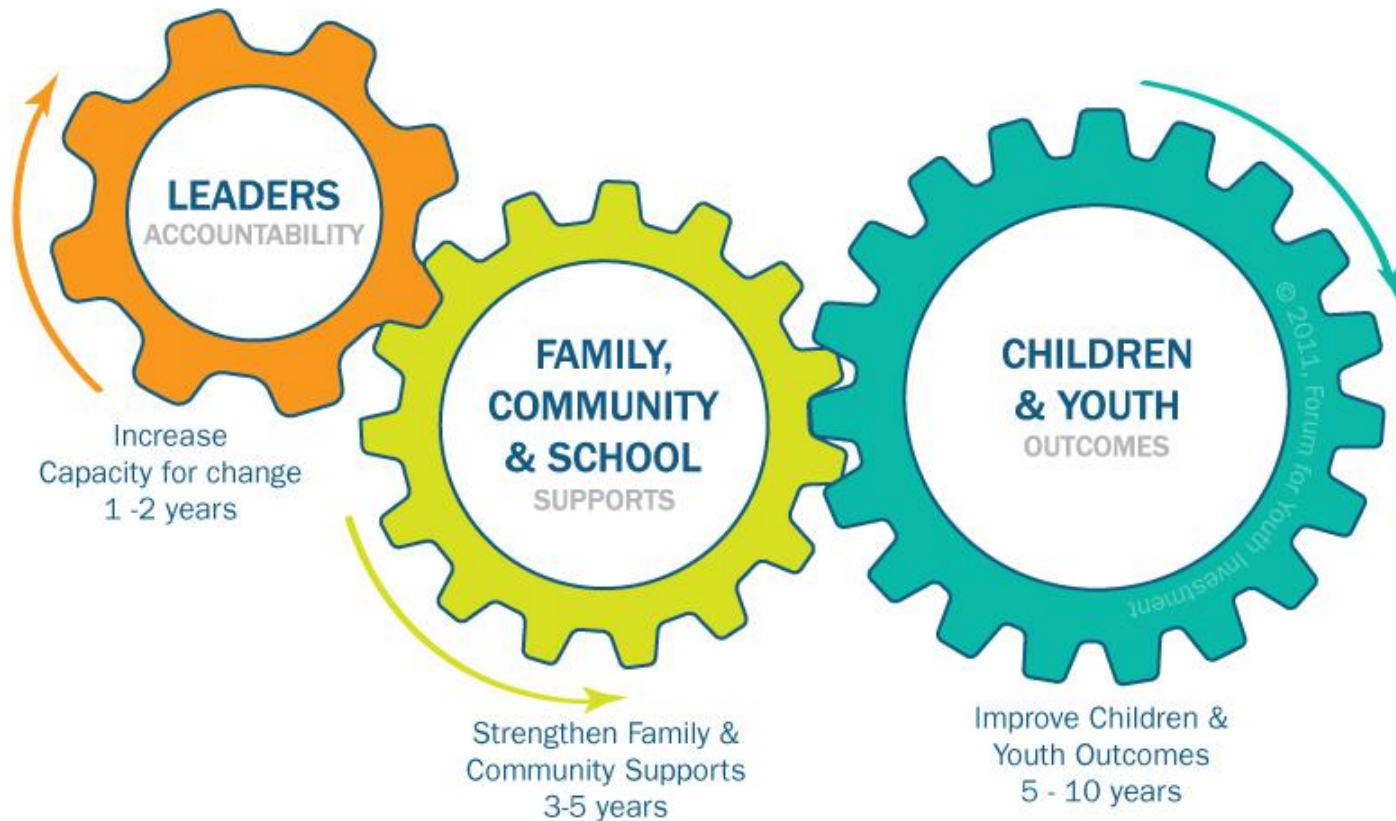 LEADERS
ACCOUNTABILITY
Increase
Capacity for change
1 -2 years
FAMILY,
COMMUNITY
& SCHOOL
SUPPORTS
Strengthen Family &
Community Supports
3-5 years
CHILDREN
& YOUTH
OUTCOMES
Improve Children &
Youth Outcomes
5 - 10 years
© 2011, Forum for Youth Investment